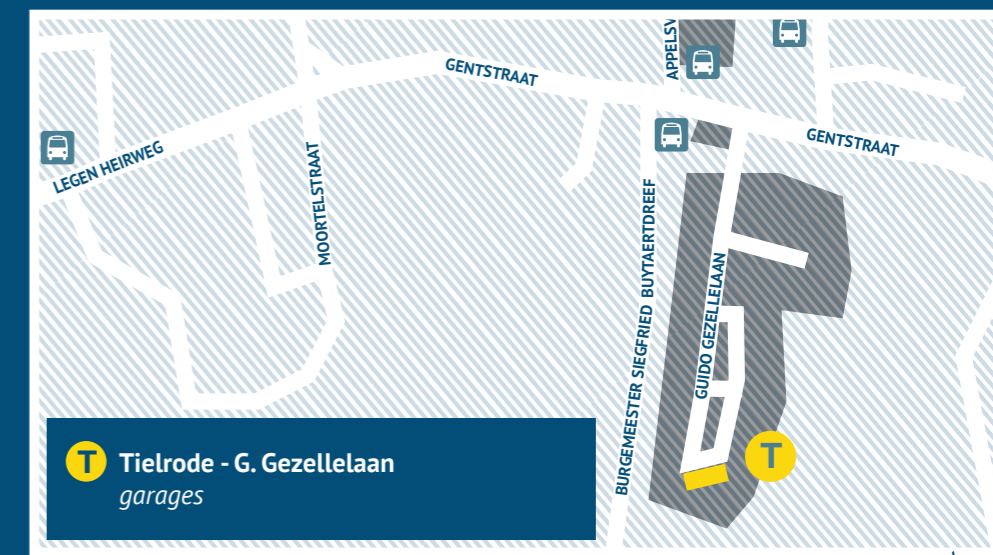 APPELSV
GENTSTRAAT
GENTSTRAAT
LEGEN HEIRWEG
MOORTELSTRAAT
BURGEMEESTER SIEGFRIED BUYTAERTDREEF
GUIDO GEZELLELAAN
T
T Tielrode - G. Gezellelaan
garages